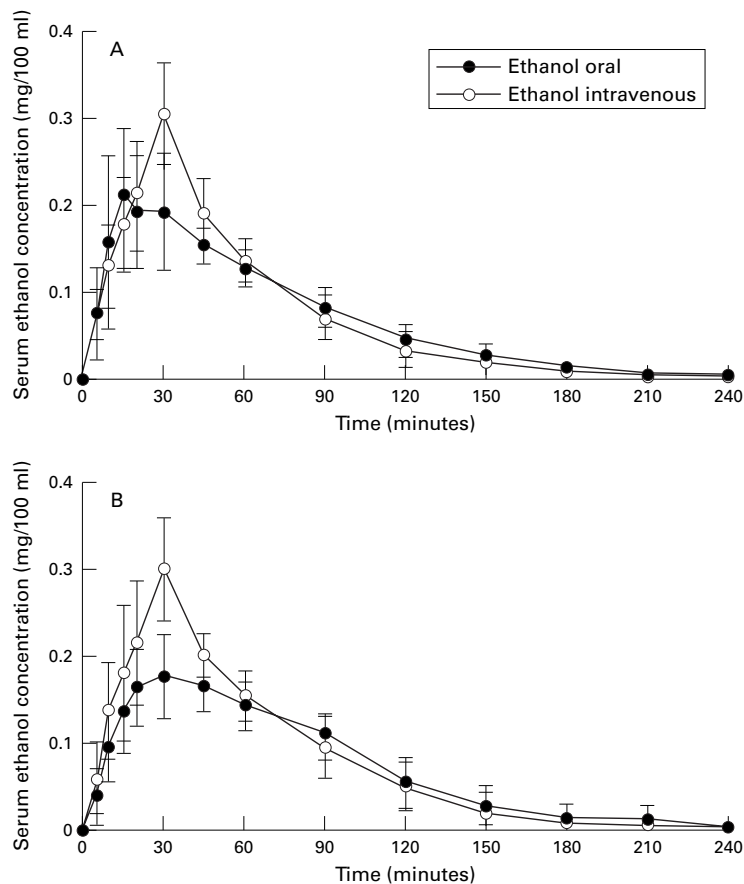 A
Ethanol oral
Ethanol intravenous
Serum ethanol concentration (mg/100 ml)
0.4
0.3
0.2
0.1
0
0 30 60 90 120 150 180 210 240
Time (minutes)
B
Serum ethanol concentration (mg/100 ml)
0.4
0.3
0.2
0.1
0
0 30 60 90 120 150 180 210 240
Time (minutes)